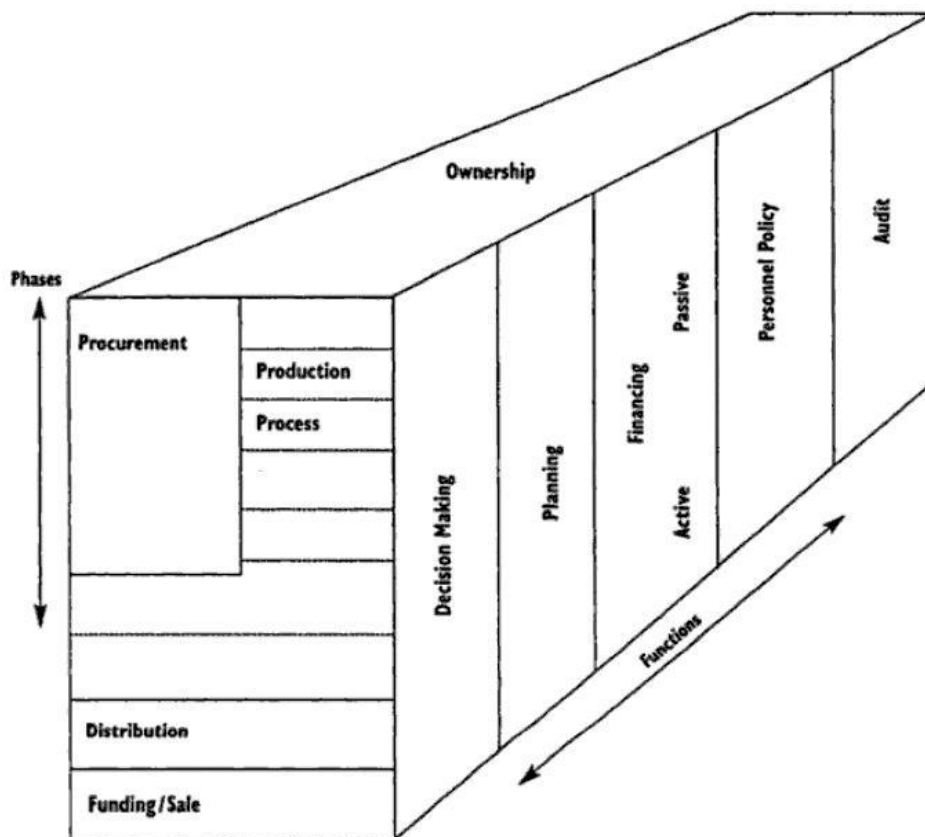 Ownership
Phases
Procurement
Production
Process
Distribution
Funding/Sale
Decision Making
Planning
Financing
Active
Passive
Personnel Policy
Audit
Functions